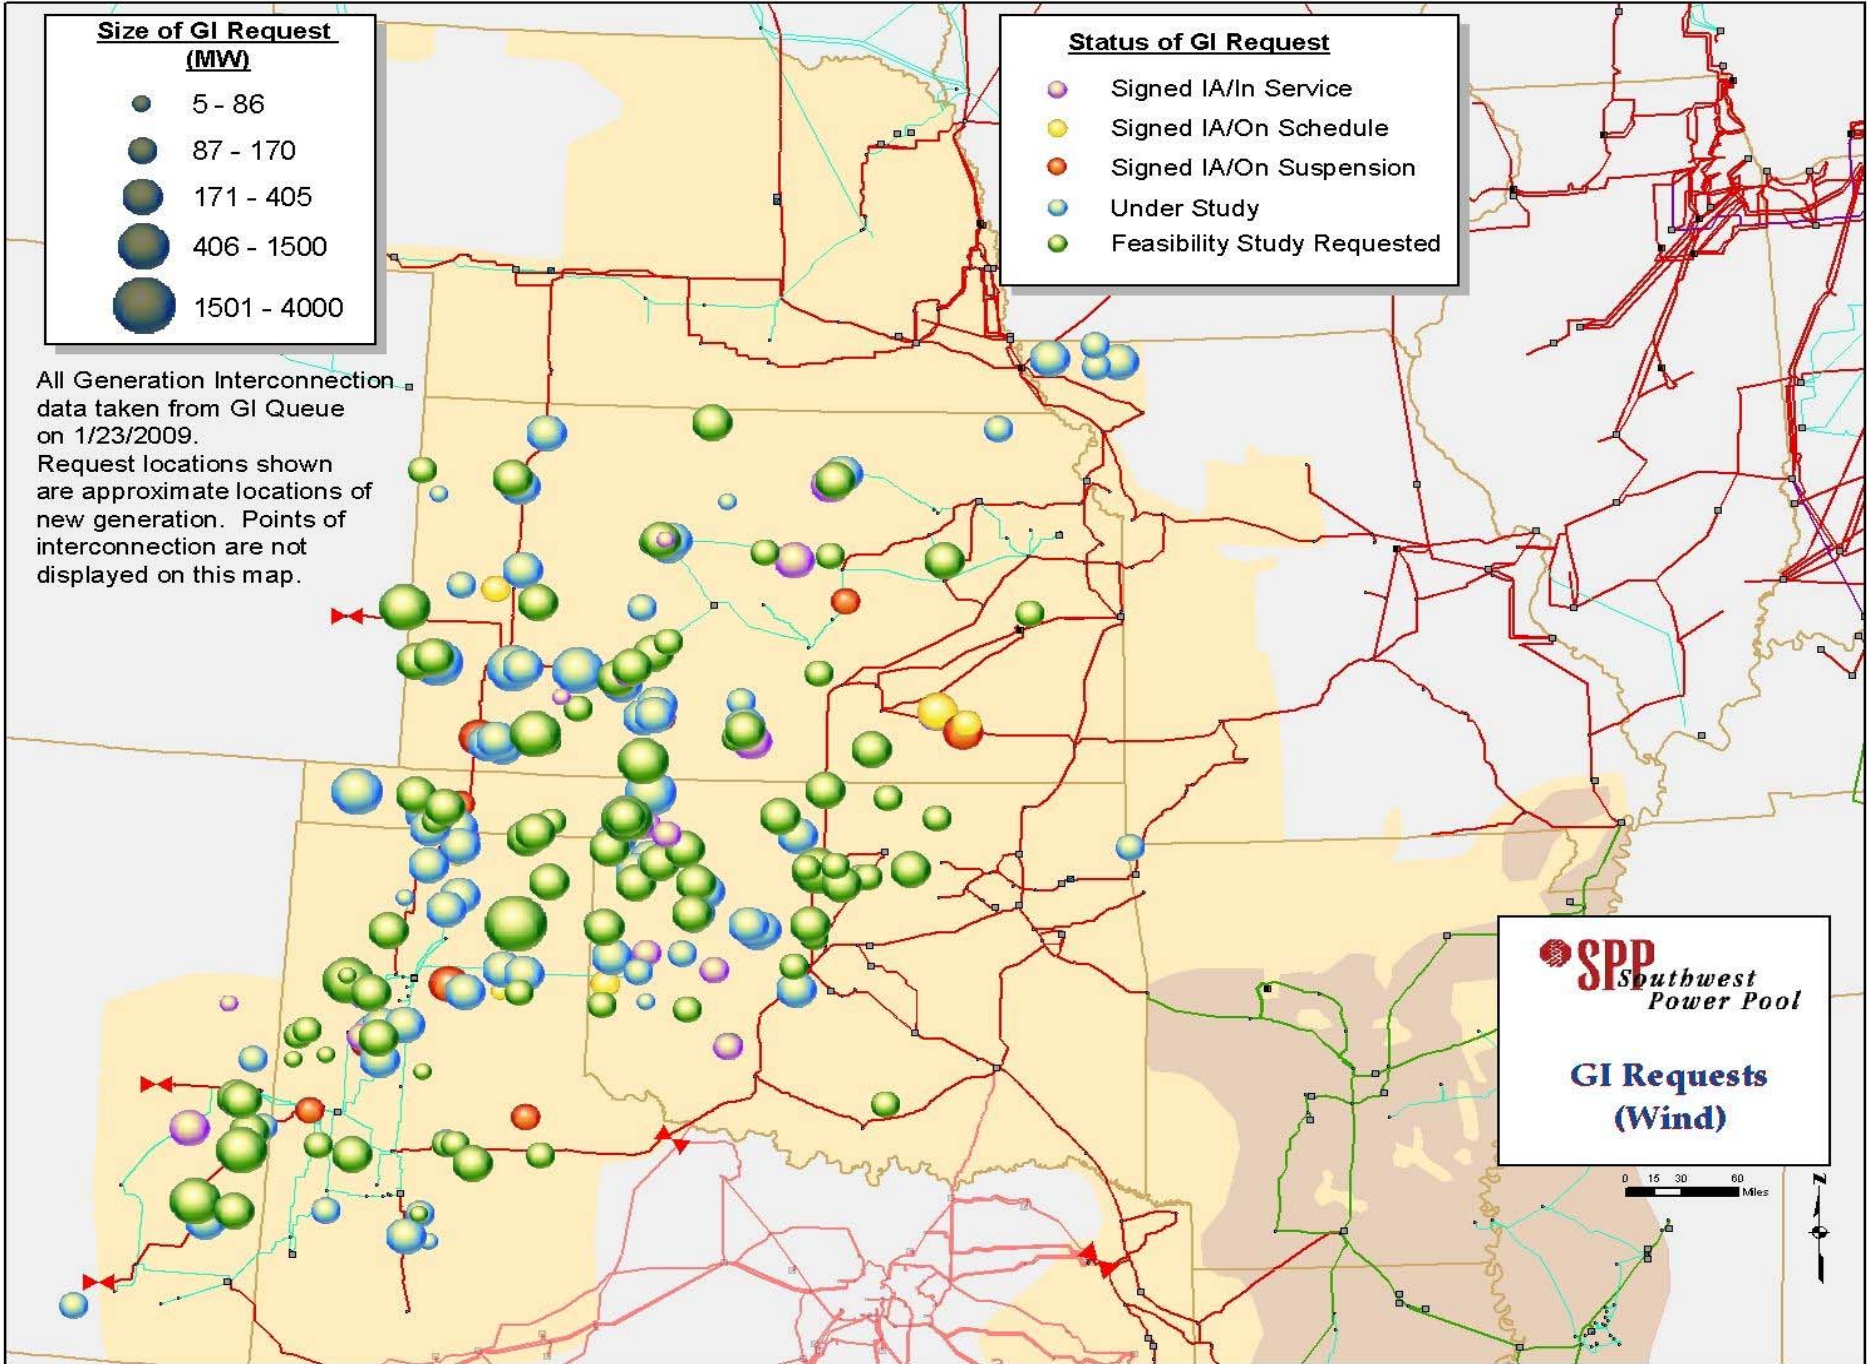 Size of GI Request
(MW)
5 - 86
87 - 170
171 - 405
406 - 1500
1501 - 4000
All Generation Interconnection
data taken from GI Queue
on 1/23/2009.
Request locations shown
are approximate locations of
new generation. Points of
interconnection are not
displayed on this map.
Status of GI Request
Signed IA/In Service
Signed IA/On Schedule
Signed IA/On Suspension
Under Study
Feasibility Study Requested
SPP
Southwest
Power Pool
GI Requests
(Wind)
0 15 30 60
Miles
N